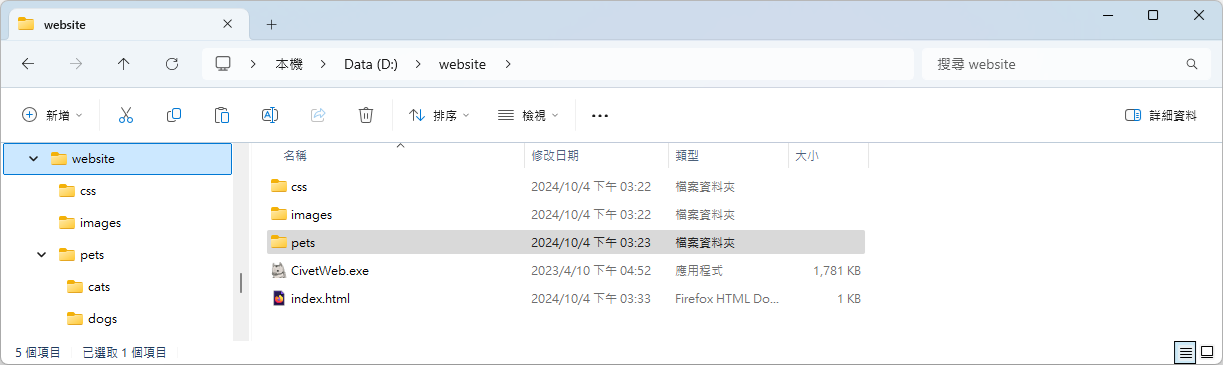 website
本機 Data (D:) website 搜尋 website
新增 排序 檢視 詳細資料
website
css
images
pets
cats
dogs
名稱 修改日期 類型 大小
css 2024/10/4 下午 03:22 檔案資料夾
images 2024/10/4 下午 03:22 檔案資料夾
pets 2024/10/4 下午 03:23 檔案資料夾
CivetWeb.exe 2023/4/10 下午 04:52 應用程式 1,781 KB
index.html 2024/10/4 下午 03:33 Firefox HTML Do... 1 KB
5 個項目 已選取 1 個項目